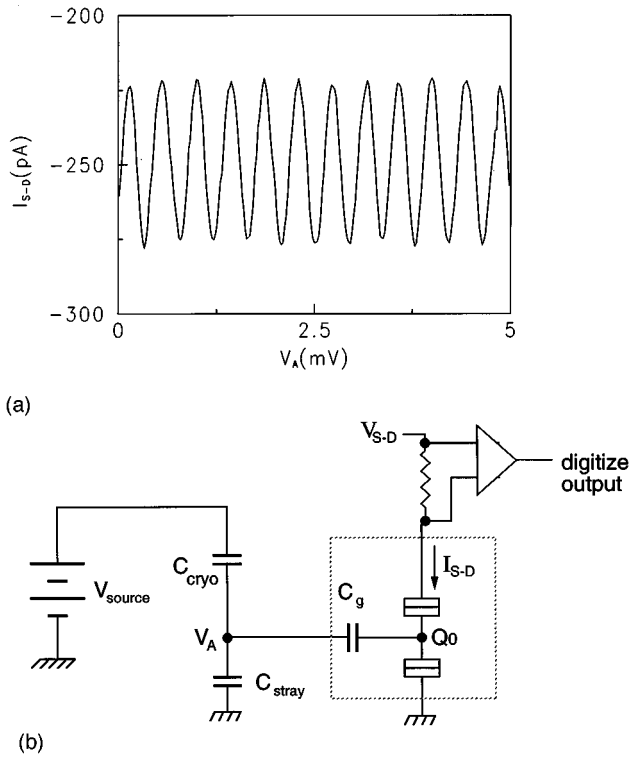 −200
−250
−300
I_S-D(pA)
0
2.5
5
V_A(mV)
(a)
V_S-D
digitize
output
C_cryo
V_source
C_g
I_S-D
V_A
Q0
C_stray
(b)